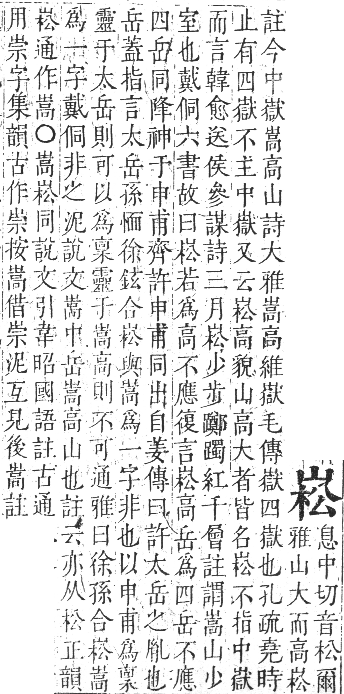 崧
息中切音松爾
雅山大而高崧
註今中嶽嵩高山詩大雅嵩高維嶽毛傳嶽四嶽也孔疏堯時
止有四嶽不主中嶽又云崧高貌山高大者皆名崧不指中嶽
而言韓愈送侯參謀詩三月崧少步躑躅紅千層註謂嵩山少
室也戴侗六書故曰崧若爲高不應復言崧高岳爲四岳不應
四岳同降神于申甫齊許申甫同出自姜傳曰許太岳之胤也
岳蓋指言太岳孫愐徐鉉合崧與嵩爲一字非也以申甫爲稟
靈于太岳則可以爲稟靈于嵩高則不可通雅曰徐孫合崧嵩
爲一字戴侗非之泥說文嵩中岳嵩高山也註云亦从松正韻
崧通作嵩○嵩崧同說文引韋昭國語註古通
用崇字集韻古作崇按嵩借崇泥互見後嵩註